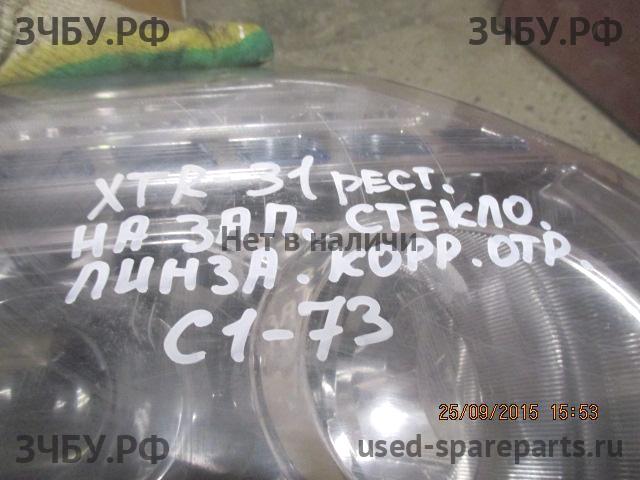 ЗЧБУ.РФ ЗЧБУ.РФ
XTR 31 РЕСТ.
НА ЗАП. СТЕКЛО.
Нет в наличи
ЛИНЗА. КОРР. ОТР.
C1-73
25/09/2015 15:53
ЗЧБУ.РФ used-spareparts.ru